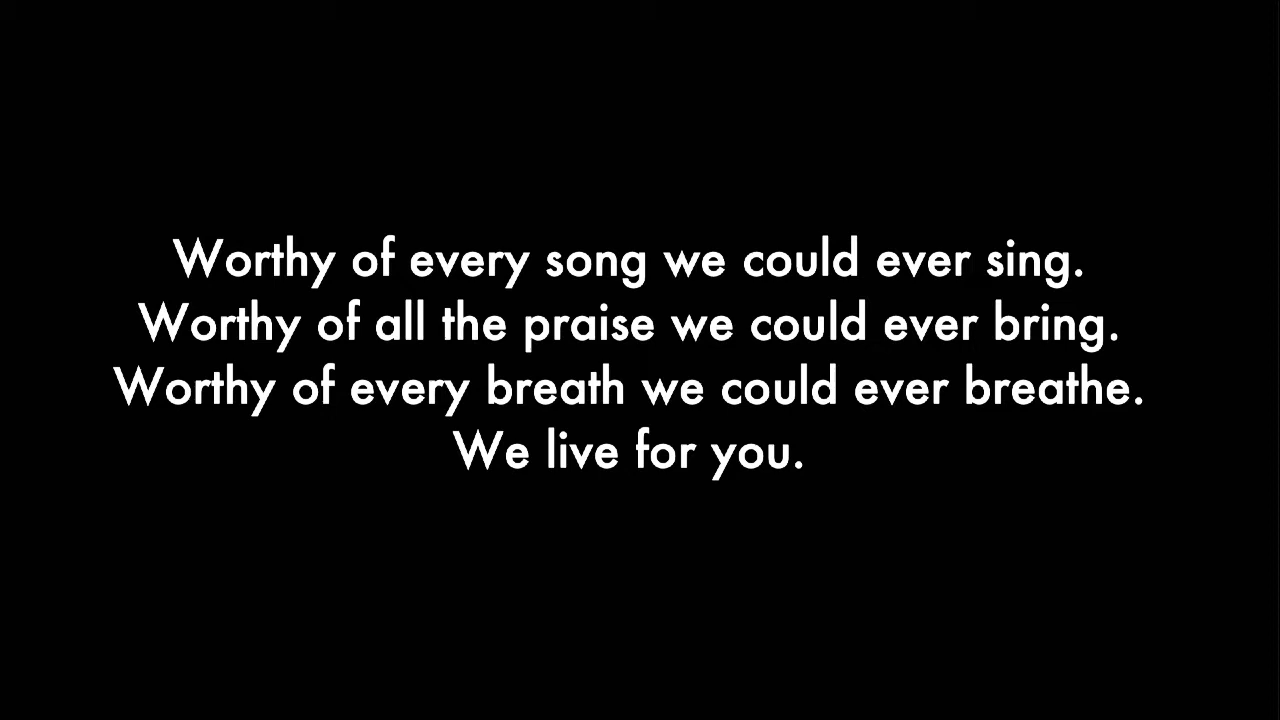 Worthy of every song we could ever sing.
Worthy of all the praise we could ever bring.
Worthy of every breath we could ever breathe.
We live for you.